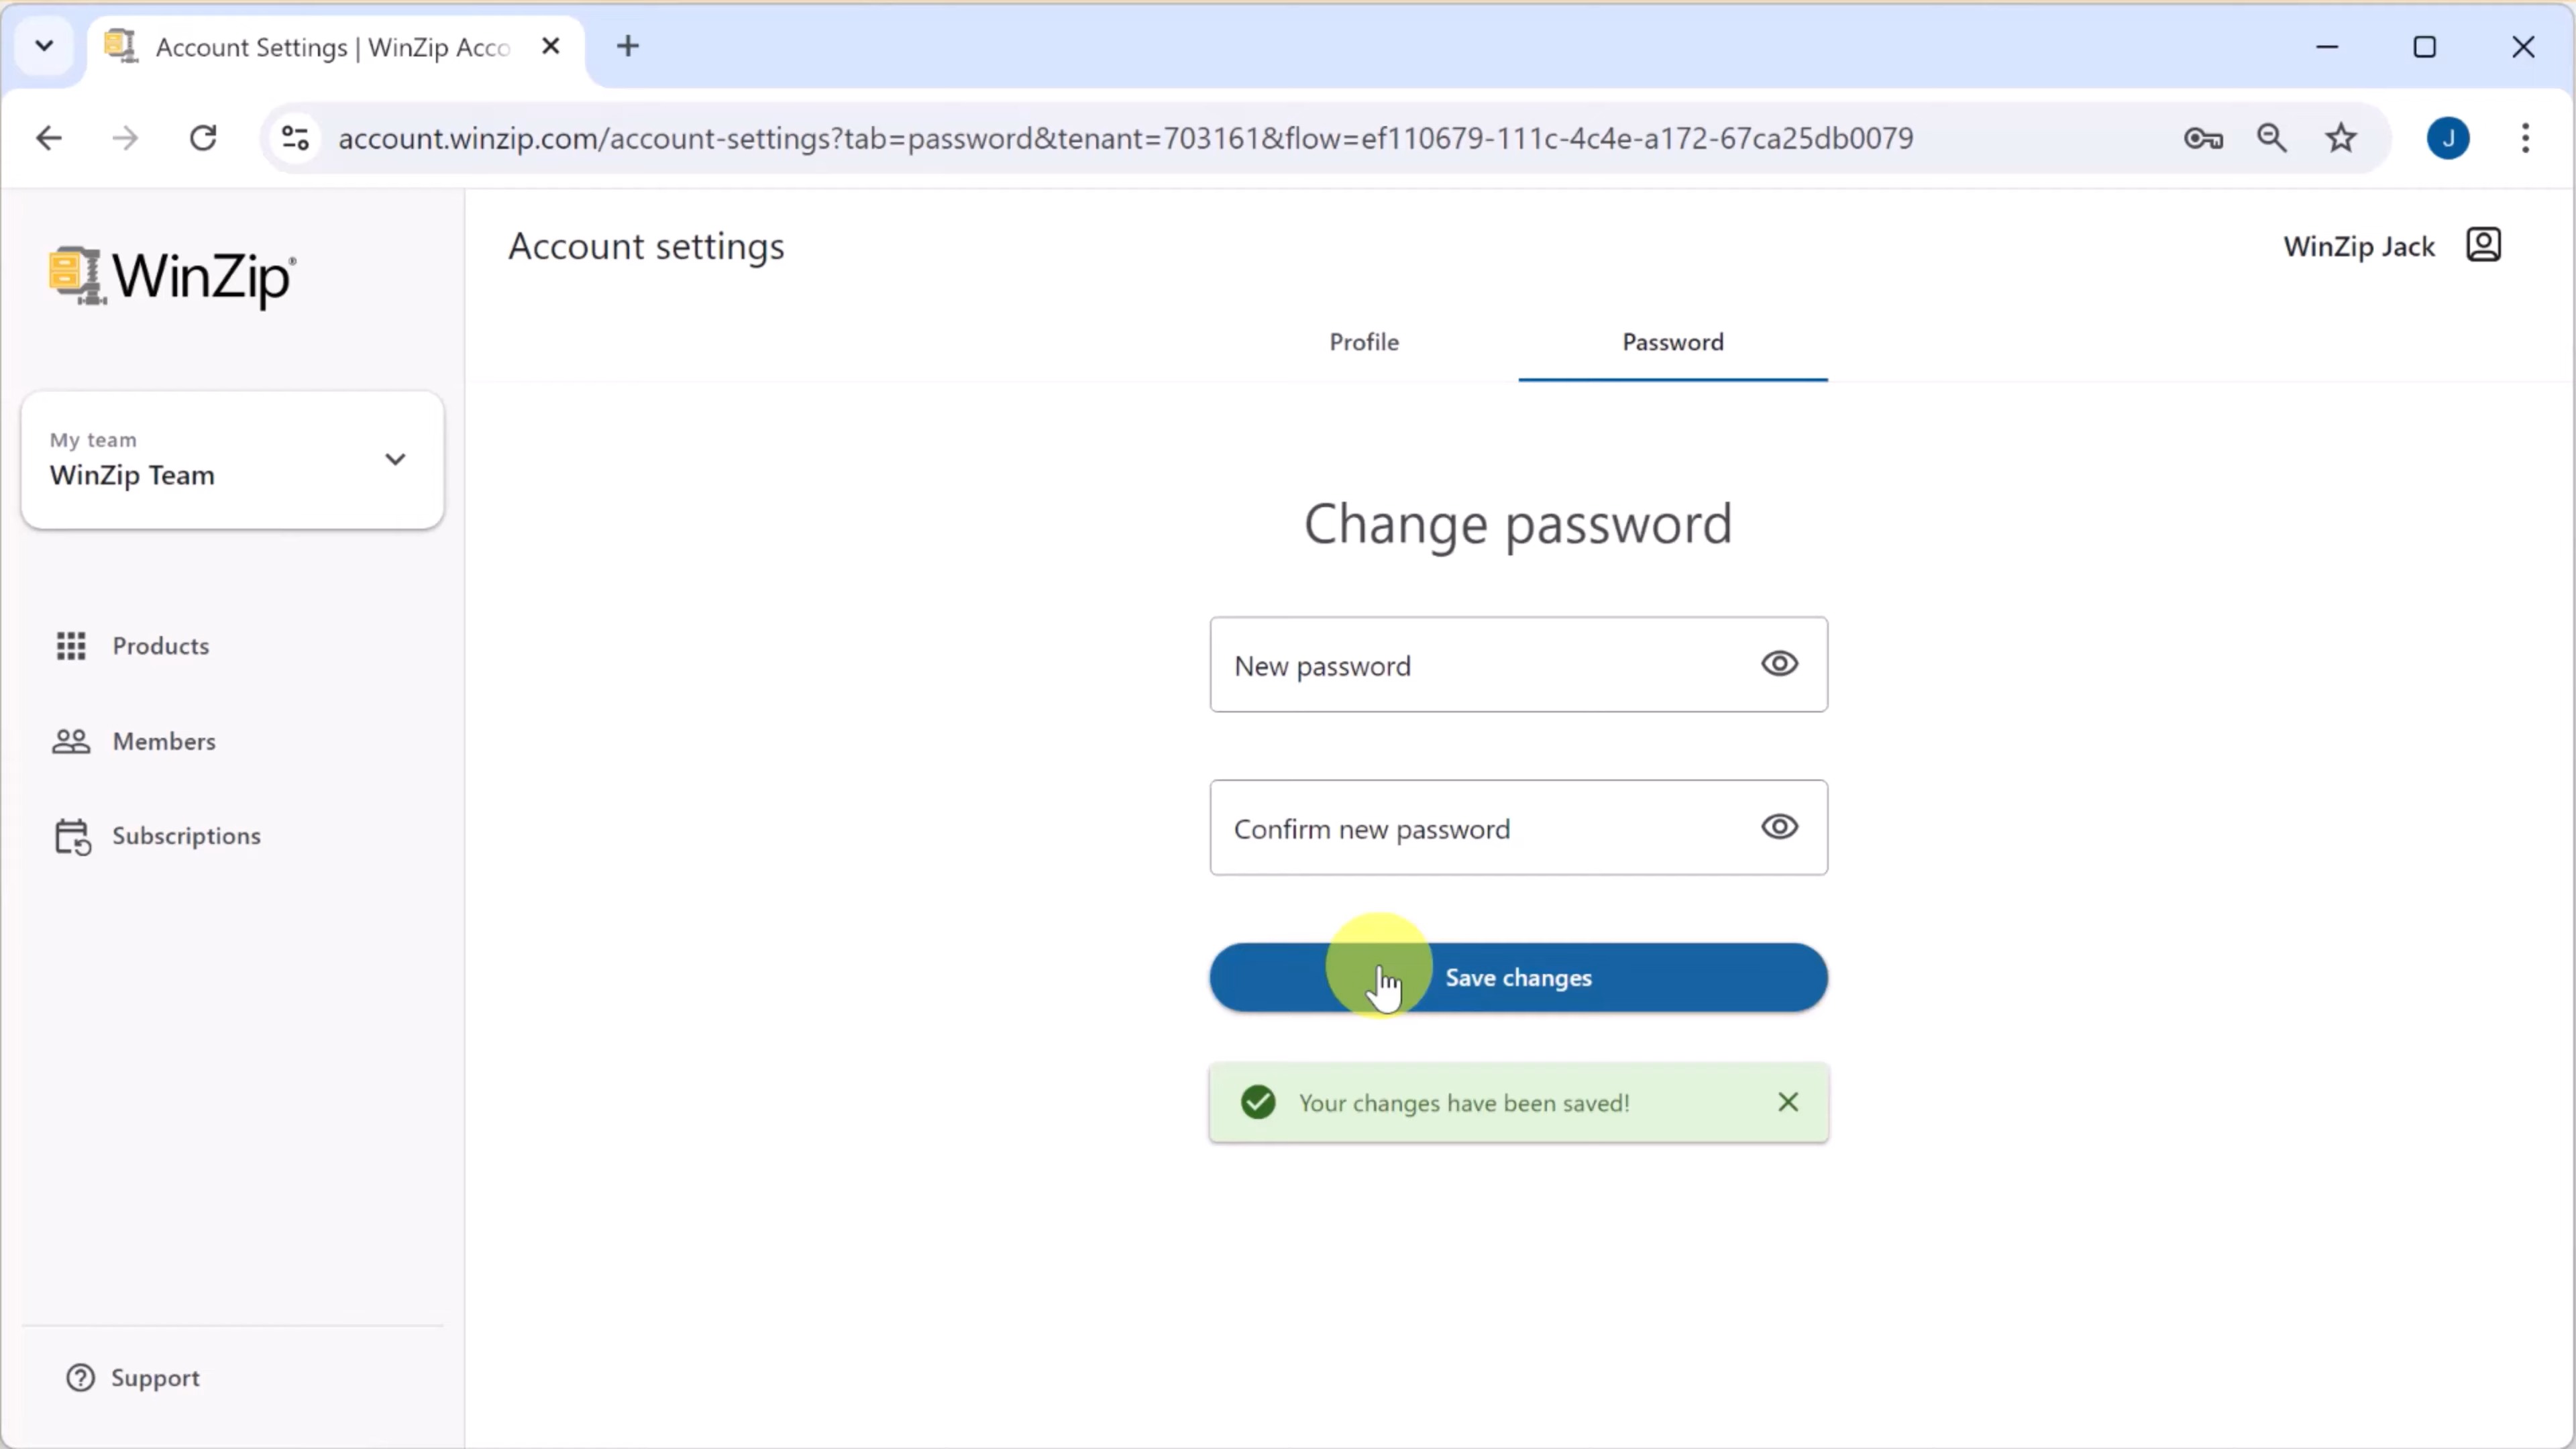 Account Settings | WinZip Acco
account.winzip.com/account-settings?tab=password&tenant=703161&flow=ef110679-111c-4c4e-a172-67ca25db0079
J
WinZip®
Account settings
WinZip Jack
Profile
Password
My team
WinZip Team
Products
Members
Subscriptions
Support
Change password
New password
Confirm new password
Save changes
Your changes have been saved!